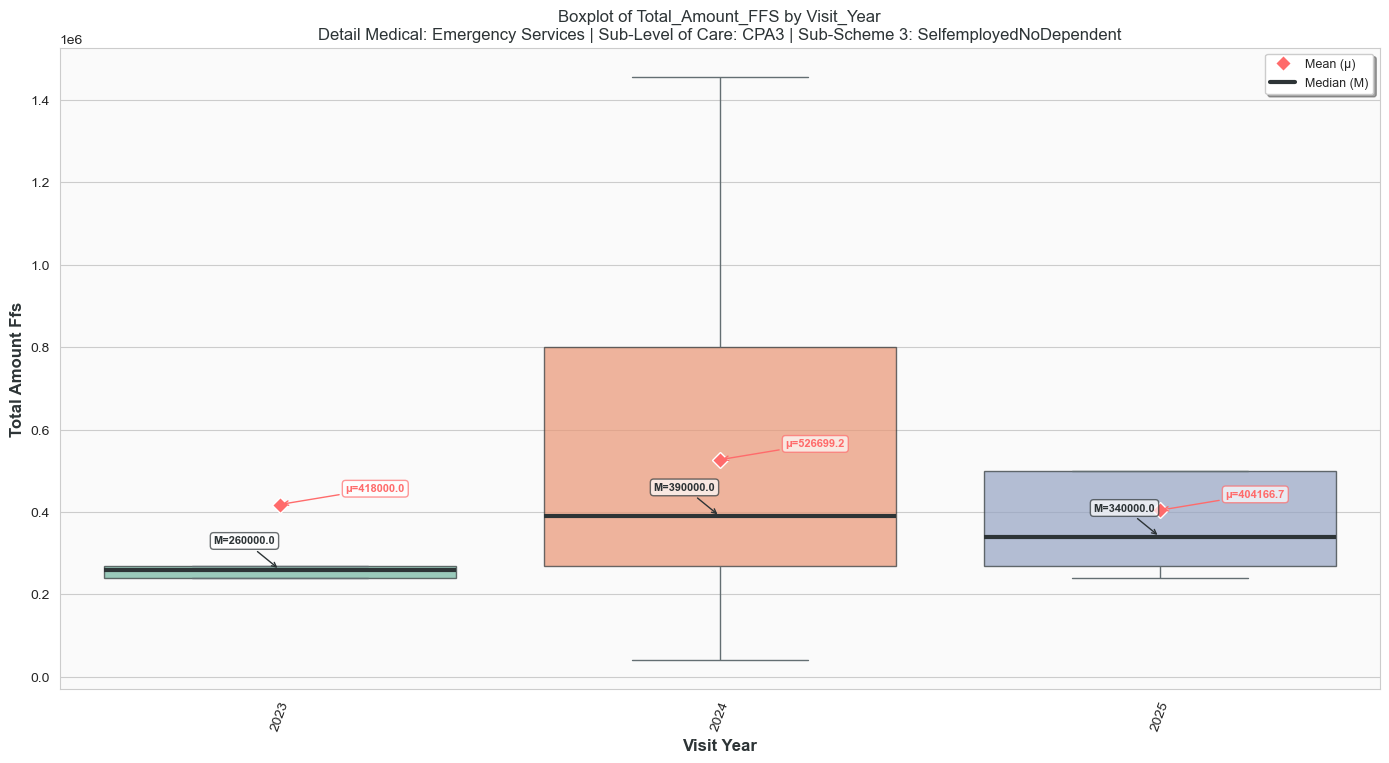 Boxplot of Total_Amount_FFS by Visit_Year
Detail Medical: Emergency Services | Sub-Level of Care: CPA3 | Sub-Scheme 3: SelfemployedNoDependent
1e6
Mean (μ)
Median (M)
1.4
1.2
1.0
0.8
0.6
0.4
0.2
0.0
Total Amount Ffs
μ=418000.0
M=260000.0
μ=526699.2
M=390000.0
μ=404166.7
M=340000.0
2023
2024
2025
Visit Year